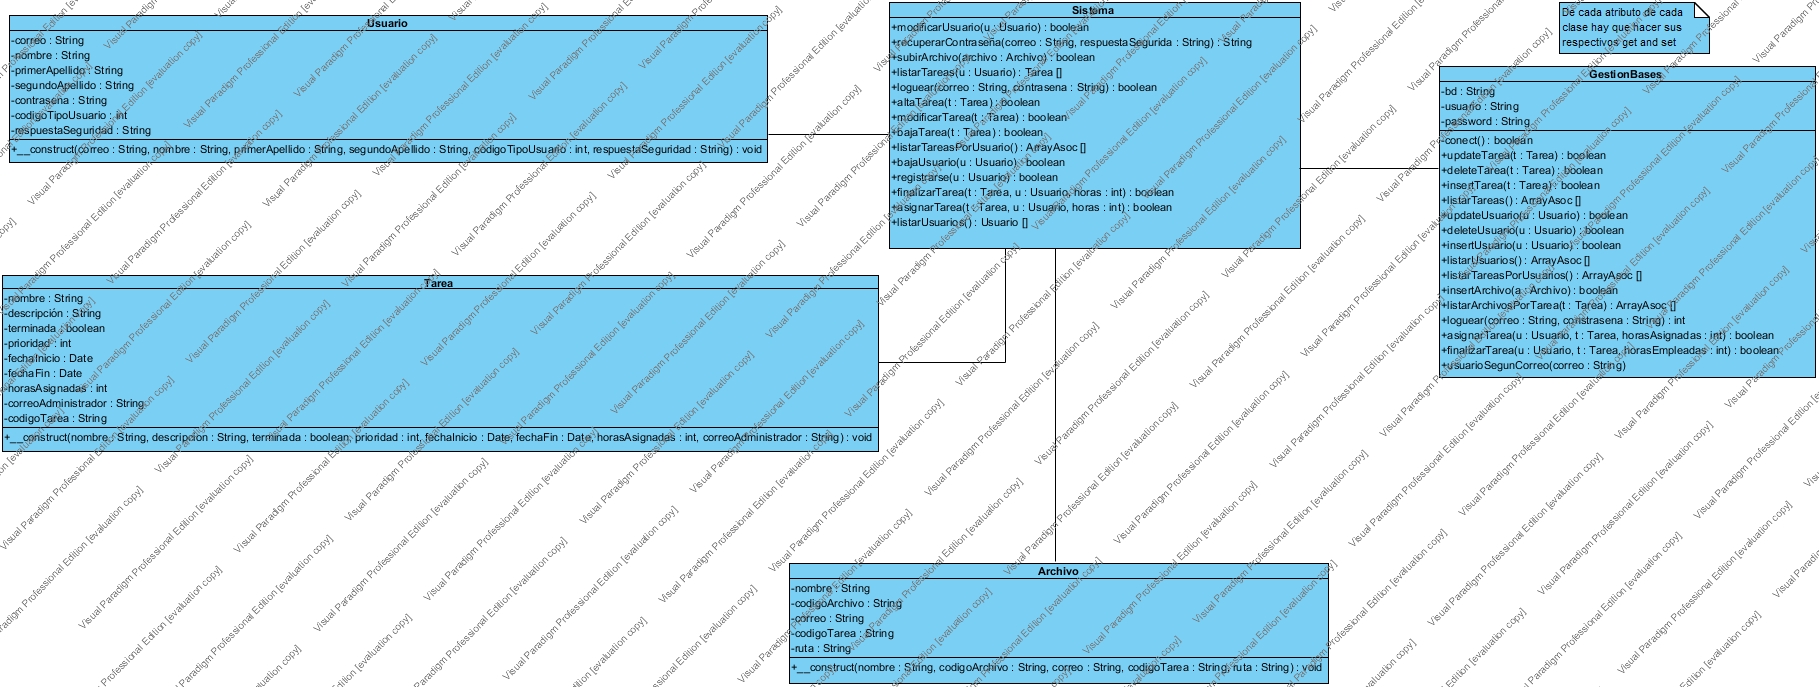 Usuario
-correo : String
-nombre : String
-primerApellido : String
-segundoApellido : String
-contrasena : String
-codigoTipoUsuario : int
-respuestaSeguridad : String
+__construct(correo : String, nombre : String, primerApellido : String, segundoApellido : String, codigoTipoUsuario : int, respuestaSeguridad : String) : void
Sistema
+modificarUsuario(u : Usuario) : boolean
+recuperarContraseña(correo : String, respuestaSegurida : String) : String
+subirArchivo(archivo : Archivo) : boolean
+listarTareas(u : Usuario) : Tarea []
+loguear(correo : String, contrasena : String) : boolean
+altaTarea(t : Tarea) : boolean
+modificarTarea(t : Tarea) : boolean
+bajaTarea(t : Tarea) : boolean
+listarTareasPorUsuario() : ArrayAsoc []
+bajaUsuario(u : Usuario) : boolean
+registrarse(u : Usuario) : boolean
+finalizarTarea(t : Tarea, u : Usuario, horas : int) : boolean
+asignarTarea(t : Tarea, u : Usuario, horas : int) : boolean
+listarUsuarios() : Usuario []
De cada atributo de cada
clase hay que hacer sus
respectivos get and set
GestionBases
-bd : String
-usuario : String
-password : String
-conect() : boolean
+updateTarea(t : Tarea) : boolean
+deleteTarea(t : Tarea) : boolean
+insertTarea(t : Tarea) : boolean
+listarTareas() : ArrayAsoc []
+updateUsuario(u : Usuario) : boolean
+deleteUsuario(u : Usuario) : boolean
+insertUsuario(u : Usuario) : boolean
+listarUsuarios() : ArrayAsoc []
+listarTareasPorUsuarios() : ArrayAsoc []
+insertArchivo(a : Archivo) : boolean
+listarArchivosPorTarea(t : Tarea) : ArrayAsoc []
+loguear(correo : String, constrasena : String) : int
+asignarTarea(u : Usuario, t : Tarea, horasAsignadas : int) : boolean
+finalizarTarea(u : Usuario, t : Tarea, horasEmpleadas : int) : boolean
+usuarioSegunCorreo(correo : String)
Tarea
-nombre : String
-descripción : String
-terminada : boolean
-prioridad : int
-fechaInicio : Date
-fechaFin : Date
-horasAsignadas : int
-correoAdministrador : String
-codigoTarea : String
+__construct(nombre : String, descripcion : String, terminada : boolean, prioridad : int, fechaInicio : Date, fechaFin : Date, horasAsignadas : int, correoAdministrador : String) : void
Archivo
-nombre : String
-codigoArchivo : String
-correo : String
-codigoTarea : String
-ruta : String
+__construct(nombre : String, codigoArchivo : String, correo : String, codigoTarea : String, ruta : String) : void
Visual Paradigm Professional Edition [evaluation copy]